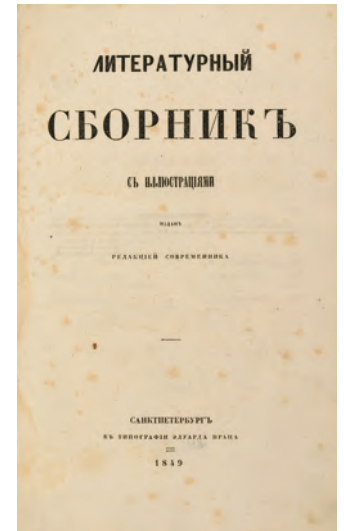 ЛИТЕРАТУРНЫЙ
СБОРНИКЪ
СЪ ИЛЛЮСТРАЦІЯМИ
ИЗДАНЪ
РЕДАКЦІЕЙ СОВРЕМЕННИКА
САНКТПЕТЕРБУРГЪ
ВЪ ТИПОГРАФІИ ЭДУАРДА ПРАЦА
1849